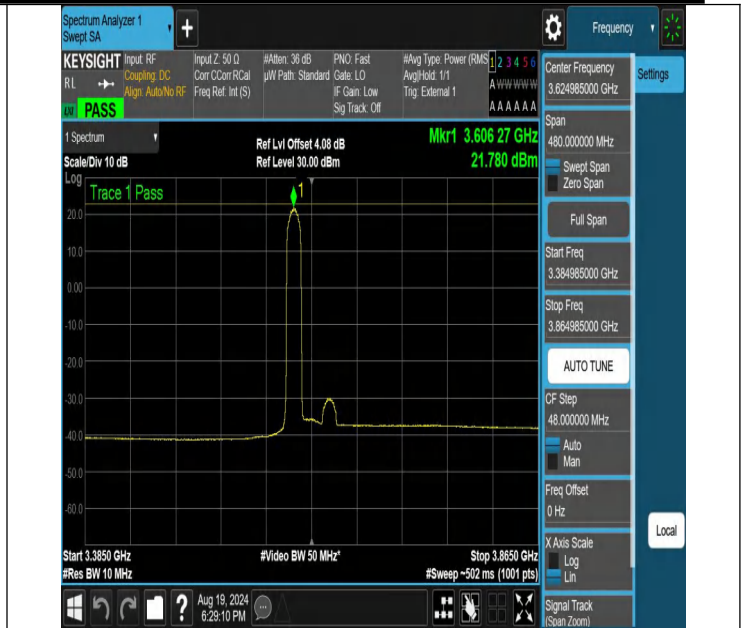 Spectrum Analyzer 1
Swept SA
+
Frequency
KEYSIGHT
RL
PASS
Input: RF
Coupling: DC
Align: Auto/No RF
Input Z: 50 Ω
Corr CCorr RCal
Freq Ref: Int (S)
#Atten: 36 dB
µW Path: Standard
PNO: Fast
Gate: LO
IF Gain: Low
Sig Track: Off
#Avg Type: Power (RMS
Avg|Hold: 1/1
Trig: External 1
1 2 3 4 5 6
A W W W W W
A A A A A A
1 Spectrum
Scale/Div 10 dB
Ref Lvl Offset 4.08 dB
Ref Level 30.00 dBm
Mkr1 3.606 27 GHz
21.780 dBm
Log
Trace 1 Pass
1
20.0
10.0
0.00
-10.0
-20.0
-30.0
-40.0
-50.0
-60.0
Start 3.3850 GHz
#Res BW 10 MHz
#Video BW 50 MHz*
Stop 3.8650 GHz
#Sweep ~502 ms (1001 pts)
Center Frequency
3.624985000 GHz
Settings
Span
480.000000 MHz
Swept Span
Zero Span
Full Span
Start Freq
3.384985000 GHz
Stop Freq
3.864985000 GHz
AUTO TUNE
CF Step
48.000000 MHz
Auto
Man
Freq Offset
0 Hz
X Axis Scale
Log
Lin
Local
Signal Track
(Span Zoom)
?
Aug 19, 2024
6:29:10 PM